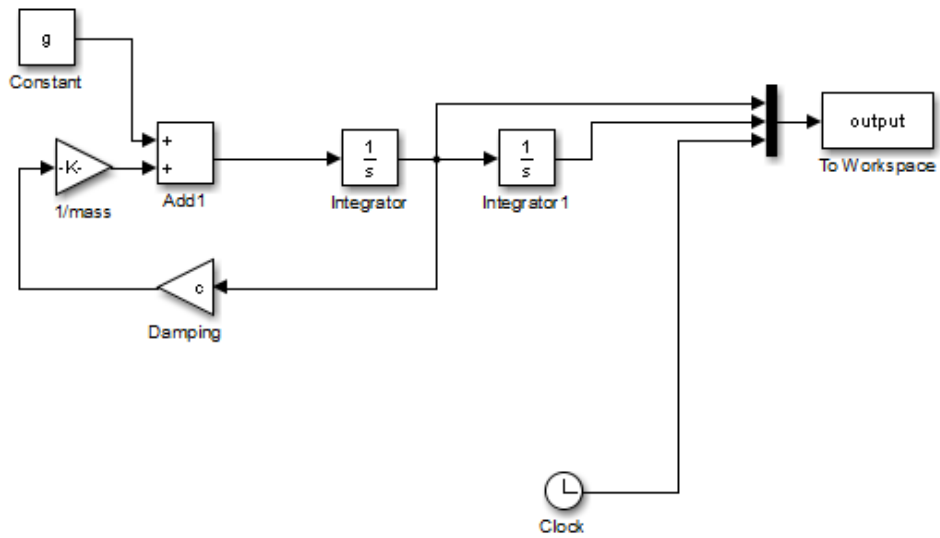 g
Constant
-K-
1/mass
+
+
Add1
1
s
Integrator
1
s
Integrator1
output
To Workspace
c
Damping
Clock